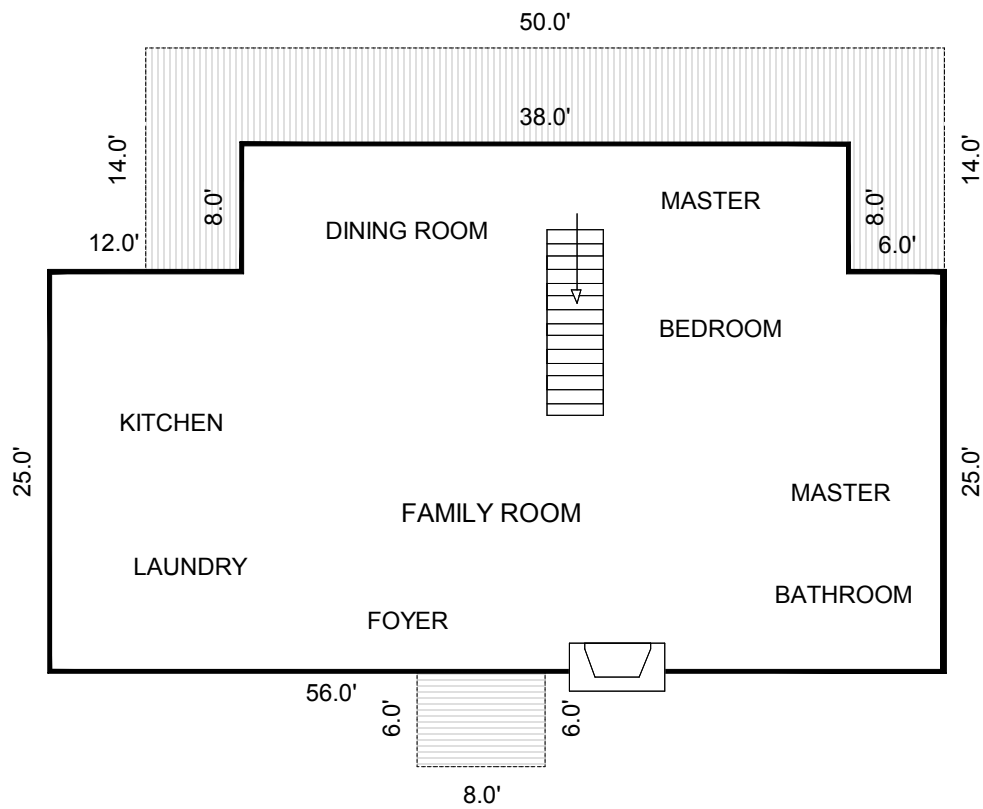 50.0'
38.0'
14.0'
14.0'
8.0'
8.0'
MASTER
DINING ROOM
12.0'
6.0'
BEDROOM
KITCHEN
25.0'
25.0'
MASTER
FAMILY ROOM
LAUNDRY
BATHROOM
FOYER
56.0'
6.0'
6.0'
8.0'